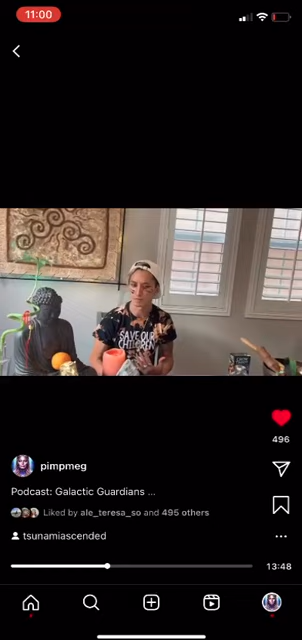 11:00
SAVE OUR
CHILDREN
496
pimpmeg
Podcast: Galactic Guardians ...
Liked by ale_teresa_so and 495 others
tsunamiascended
13:48